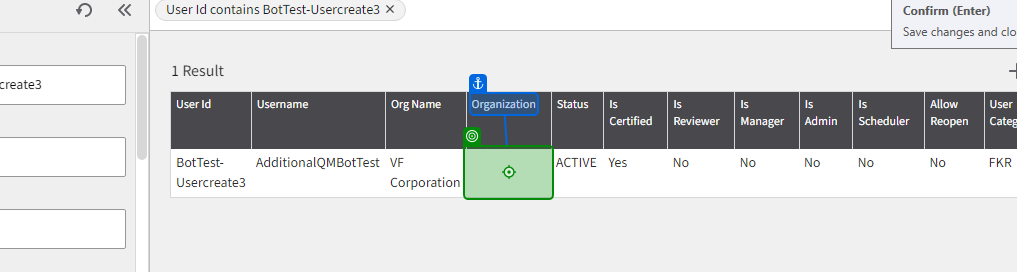 User Id contains BotTest-Usercreate3 ×
Confirm (Enter)
Save changes and clo
create3
1 Result
User Id
Username
Org Name
Organization
Status
Is Certified
Is Reviewer
Is Manager
Is Admin
Is Scheduler
Allow Reopen
User Categ
BotTest-
Usercreate3
AdditionalQMBotTest
VF
Corporation
ACTIVE
Yes
No
No
No
No
No
FKR